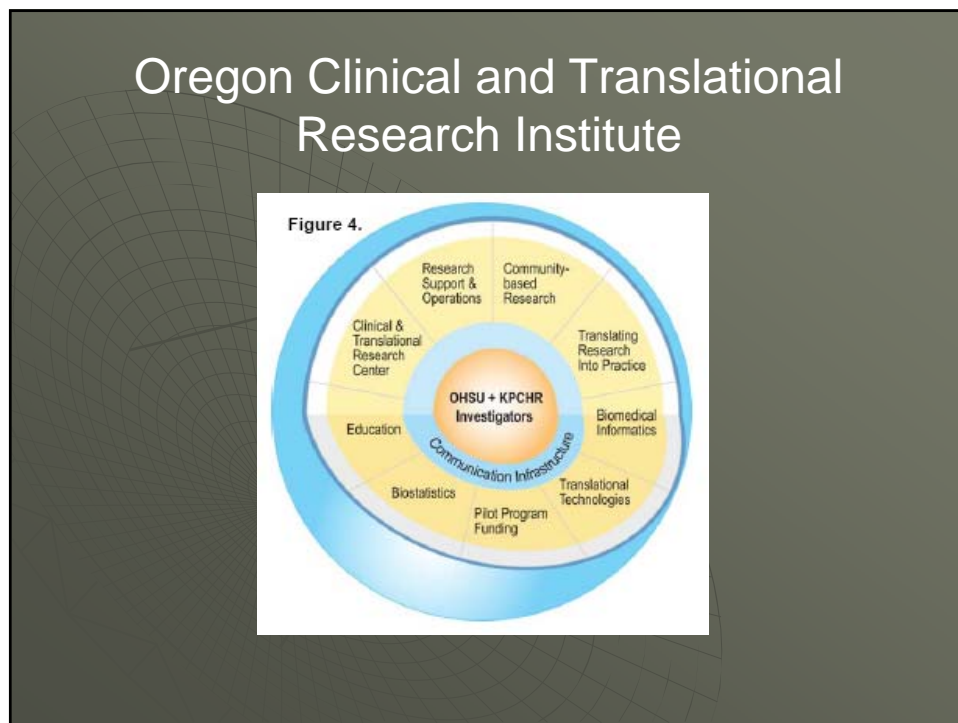 Oregon Clinical and Translational
Research Institute
Figure 4.
Research
Support &
Operations
Community-
based
Research
Clinical &
Translational
Research
Center
Translating
Research
Into Practice
OHSU + KPCHR
Investigators
Education
Biomedical
Informatics
Communication Infrastructure
Biostatistics
Translational
Technologies
Pilot Program
Funding